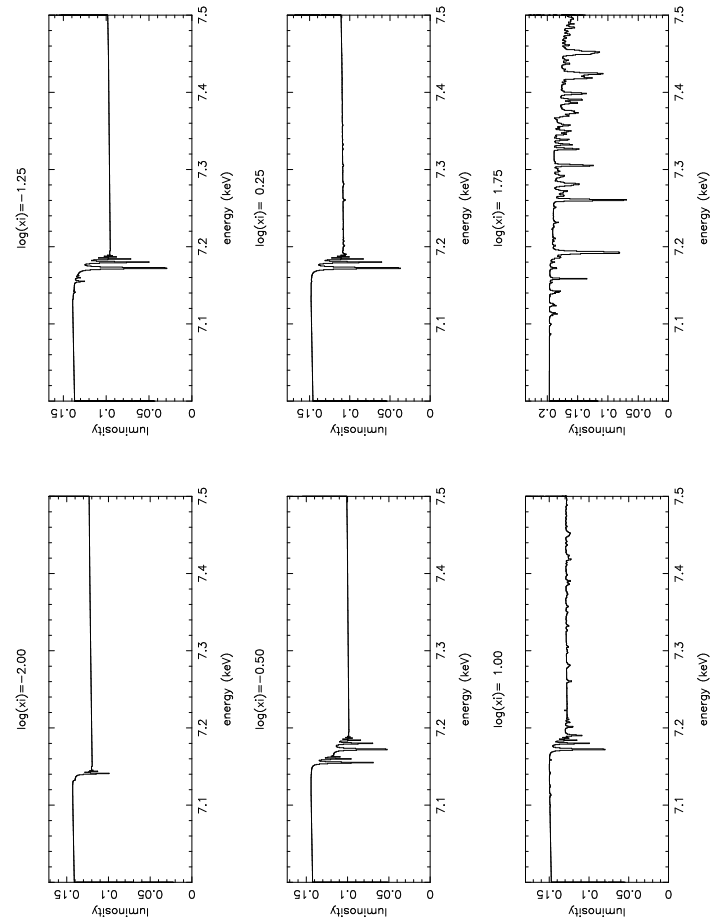 log(xi)=-2.00
luminosity
0 0.05 0.1 0.15
7.1 7.2 7.3 7.4 7.5
energy (keV)
log(xi)=-1.25
luminosity
0 0.05 0.1 0.15
7.1 7.2 7.3 7.4 7.5
energy (keV)
log(xi)=-0.50
luminosity
0 0.05 0.1 0.15
7.1 7.2 7.3 7.4 7.5
energy (keV)
log(xi)= 0.25
luminosity
0 0.05 0.1 0.15
7.1 7.2 7.3 7.4 7.5
energy (keV)
log(xi)= 1.00
luminosity
0 0.05 0.1 0.15
7.1 7.2 7.3 7.4 7.5
energy (keV)
log(xi)= 1.75
luminosity
0 0.05 0.1 0.15 0.2
7.1 7.2 7.3 7.4 7.5
energy (keV)